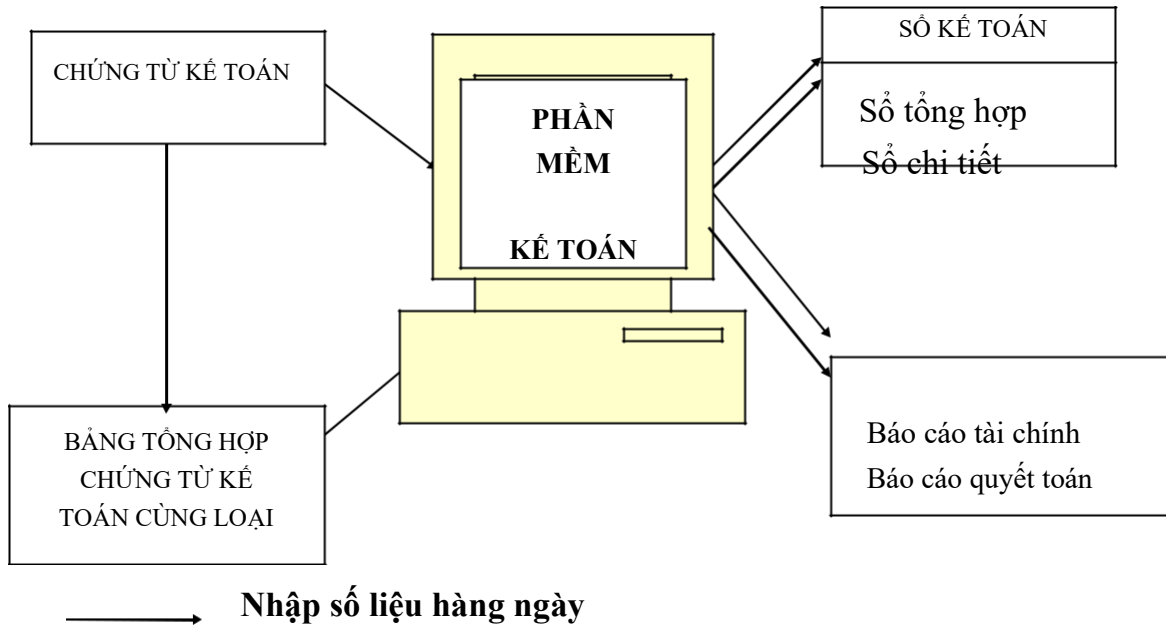 CHỨNG TỪ KẾ TOÁN
PHẦN
MỀM
KẾ TOÁN
SỔ KẾ TOÁN
Sổ tổng hợp
Sổ chi tiết
BẢNG TỔNG HỢP
CHỨNG TỪ KẾ
TOÁN CÙNG LOẠI
Báo cáo tài chính
Báo cáo quyết toán
Nhập số liệu hàng ngày